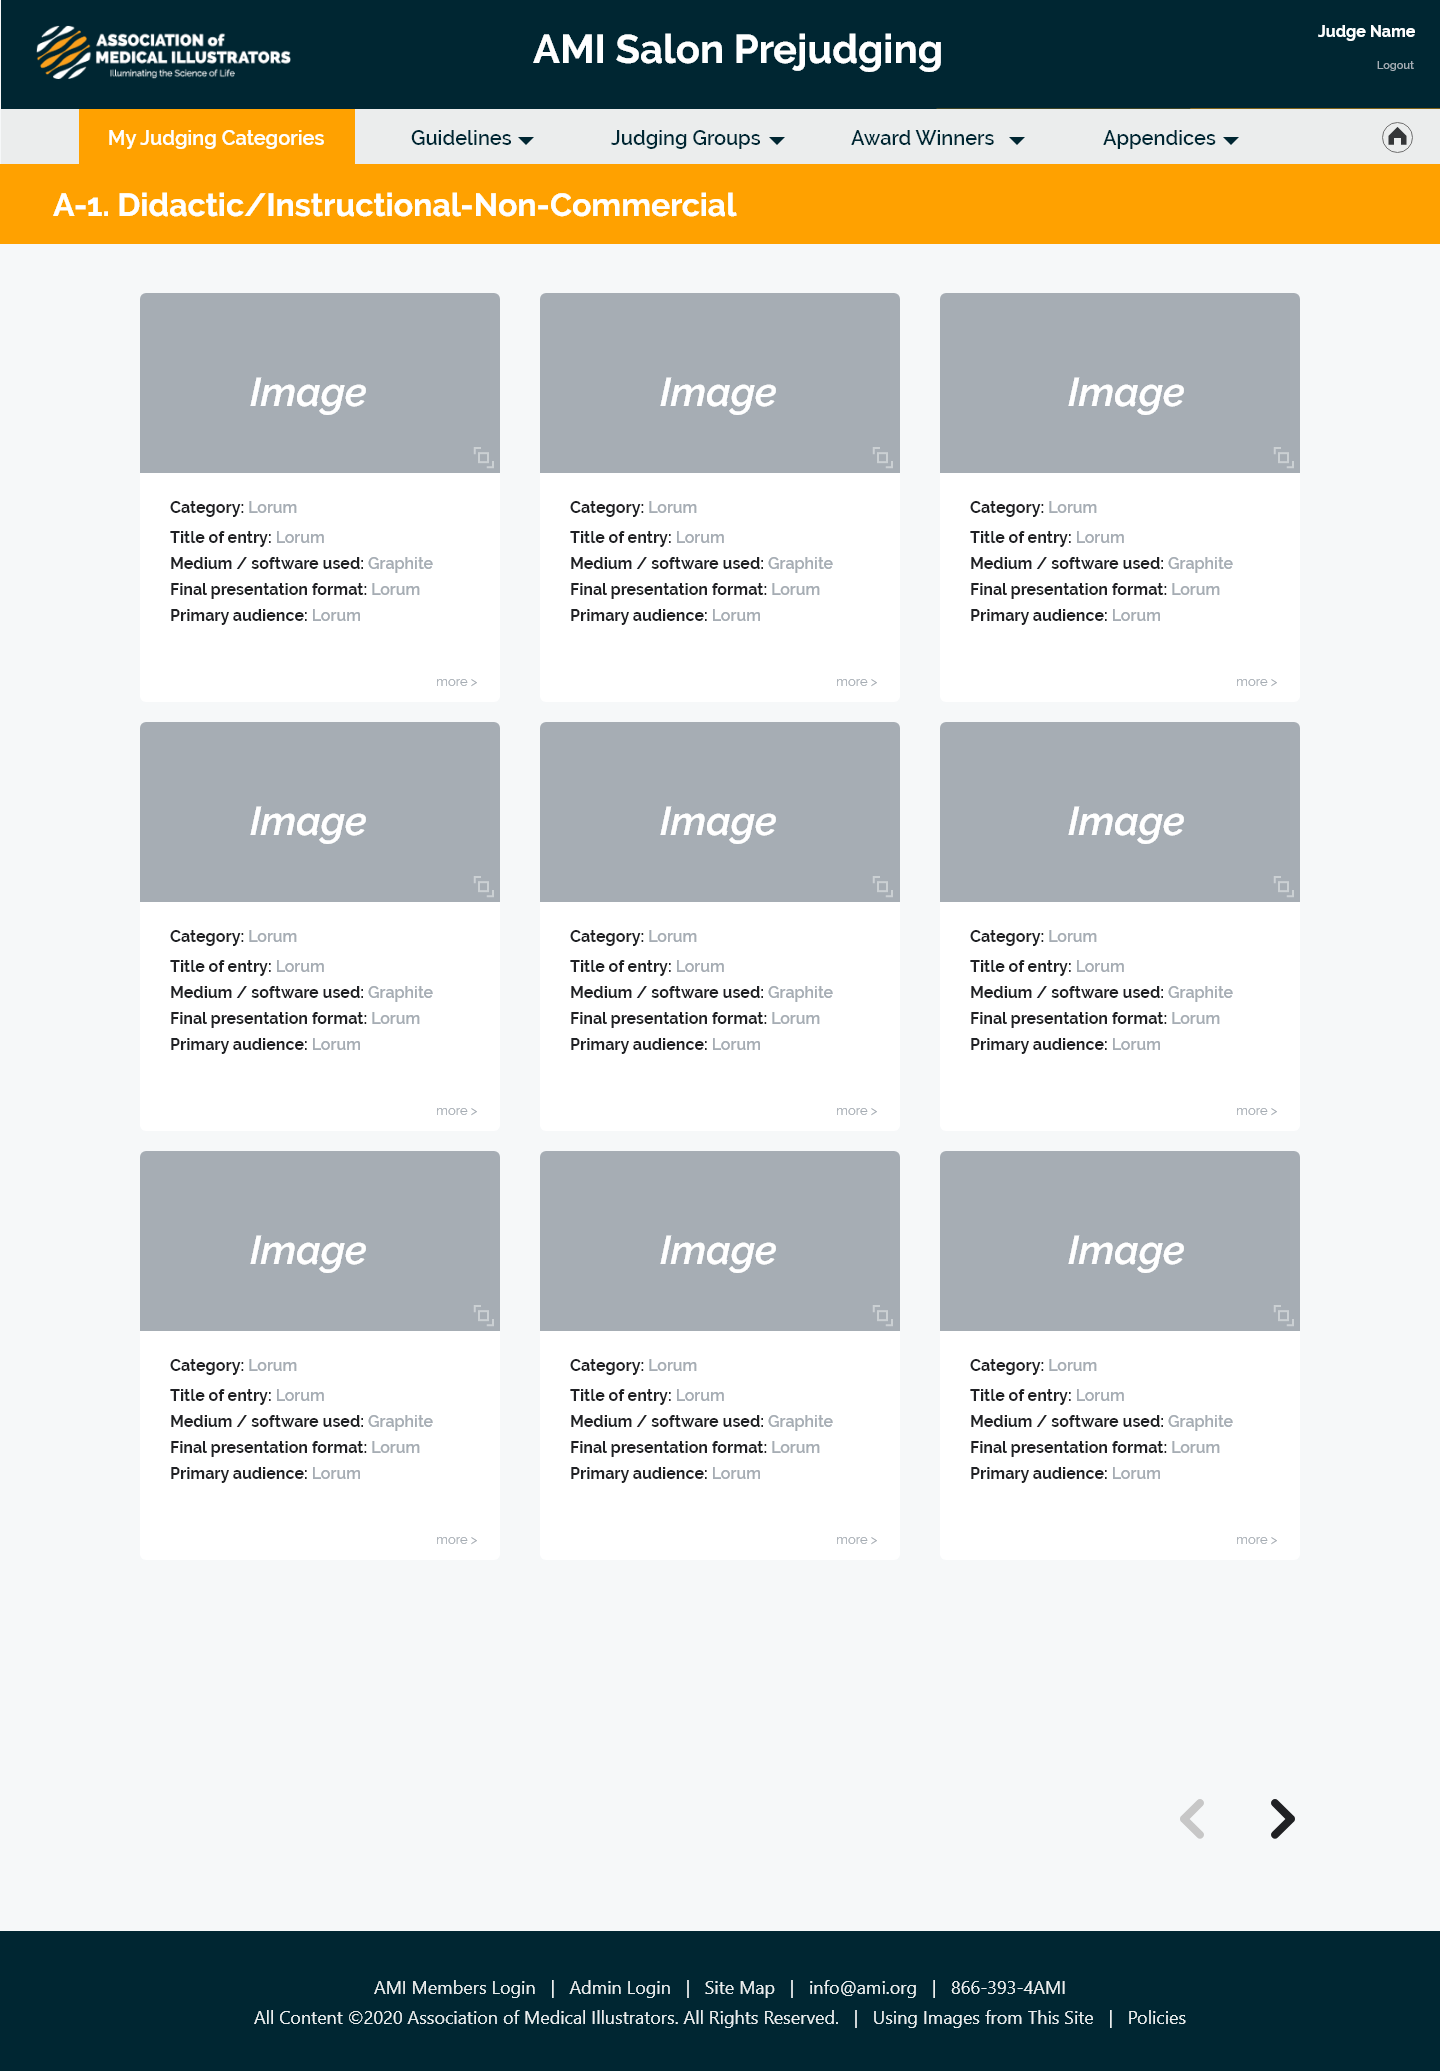 ASSOCIATION of
MEDICAL ILLUSTRATORS
Illuminating the Science of Life
AMI Salon Prejudging
Judge Name
Logout
My Judging Categories
Guidelines
Judging Groups
Award Winners
Appendices
A-1. Didactic/Instructional-Non-Commercial
Image
Category: Lorum
Title of entry: Lorum
Medium / software used: Graphite
Final presentation format: Lorum
Primary audience: Lorum
more >
Image
Category: Lorum
Title of entry: Lorum
Medium / software used: Graphite
Final presentation format: Lorum
Primary audience: Lorum
more >
Image
Category: Lorum
Title of entry: Lorum
Medium / software used: Graphite
Final presentation format: Lorum
Primary audience: Lorum
more >
Image
Category: Lorum
Title of entry: Lorum
Medium / software used: Graphite
Final presentation format: Lorum
Primary audience: Lorum
more >
Image
Category: Lorum
Title of entry: Lorum
Medium / software used: Graphite
Final presentation format: Lorum
Primary audience: Lorum
more >
Image
Category: Lorum
Title of entry: Lorum
Medium / software used: Graphite
Final presentation format: Lorum
Primary audience: Lorum
more >
Image
Category: Lorum
Title of entry: Lorum
Medium / software used: Graphite
Final presentation format: Lorum
Primary audience: Lorum
more >
Image
Category: Lorum
Title of entry: Lorum
Medium / software used: Graphite
Final presentation format: Lorum
Primary audience: Lorum
more >
Image
Category: Lorum
Title of entry: Lorum
Medium / software used: Graphite
Final presentation format: Lorum
Primary audience: Lorum
more >
AMI Members Login | Admin Login | Site Map | info@ami.org | 866-393-4AMI
All Content ©2020 Association of Medical Illustrators. All Rights Reserved. | Using Images from This Site | Policies